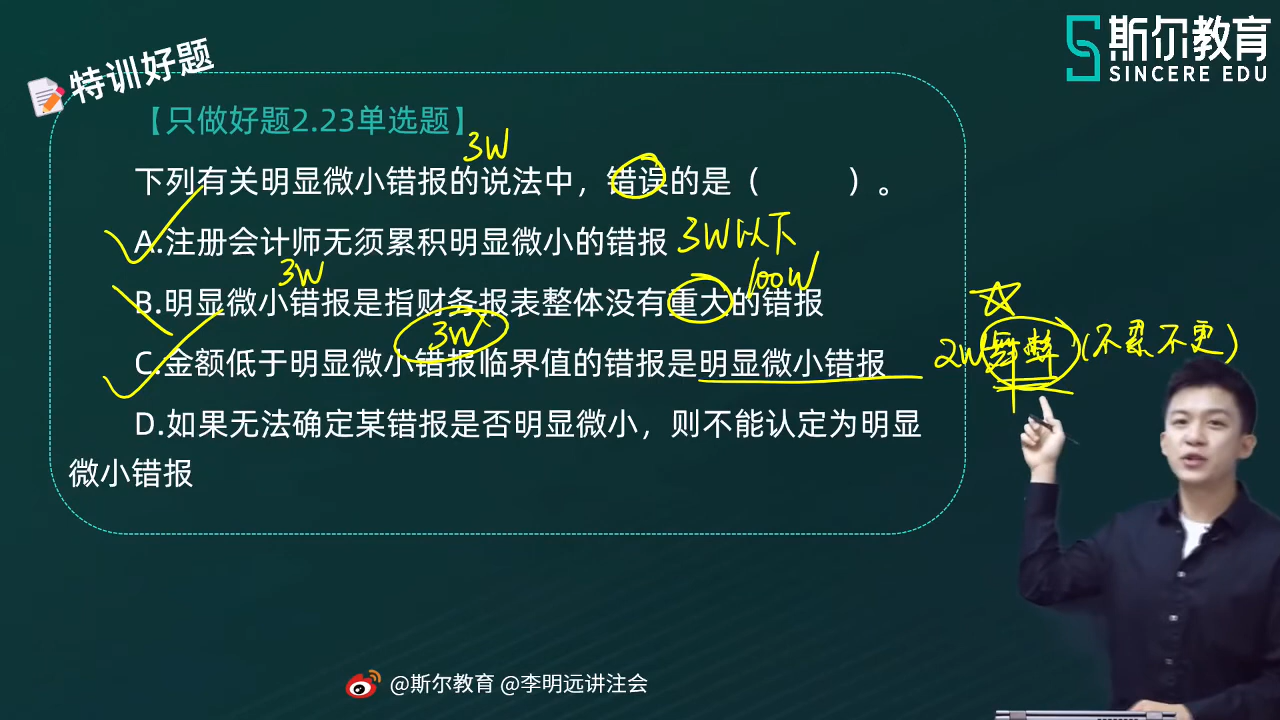 斯尔教育
SINCERE EDU
特训好题
【只做好题2.23单选题】
3W
下列有关明显微小错报的说法中，错误的是（ ）。
A.注册会计师无须累积明显微小的错报 3W以下
3W 100W
B.明显微小错报是指财务报表整体没有重大的错报
3W
C.金额低于明显微小错报临界值的错报是明显微小错报 2W舞弊(不忍不更)
D.如果无法确定某错报是否明显微小，则不能认定为明显
微小错报
@斯尔教育 @李明远讲注会